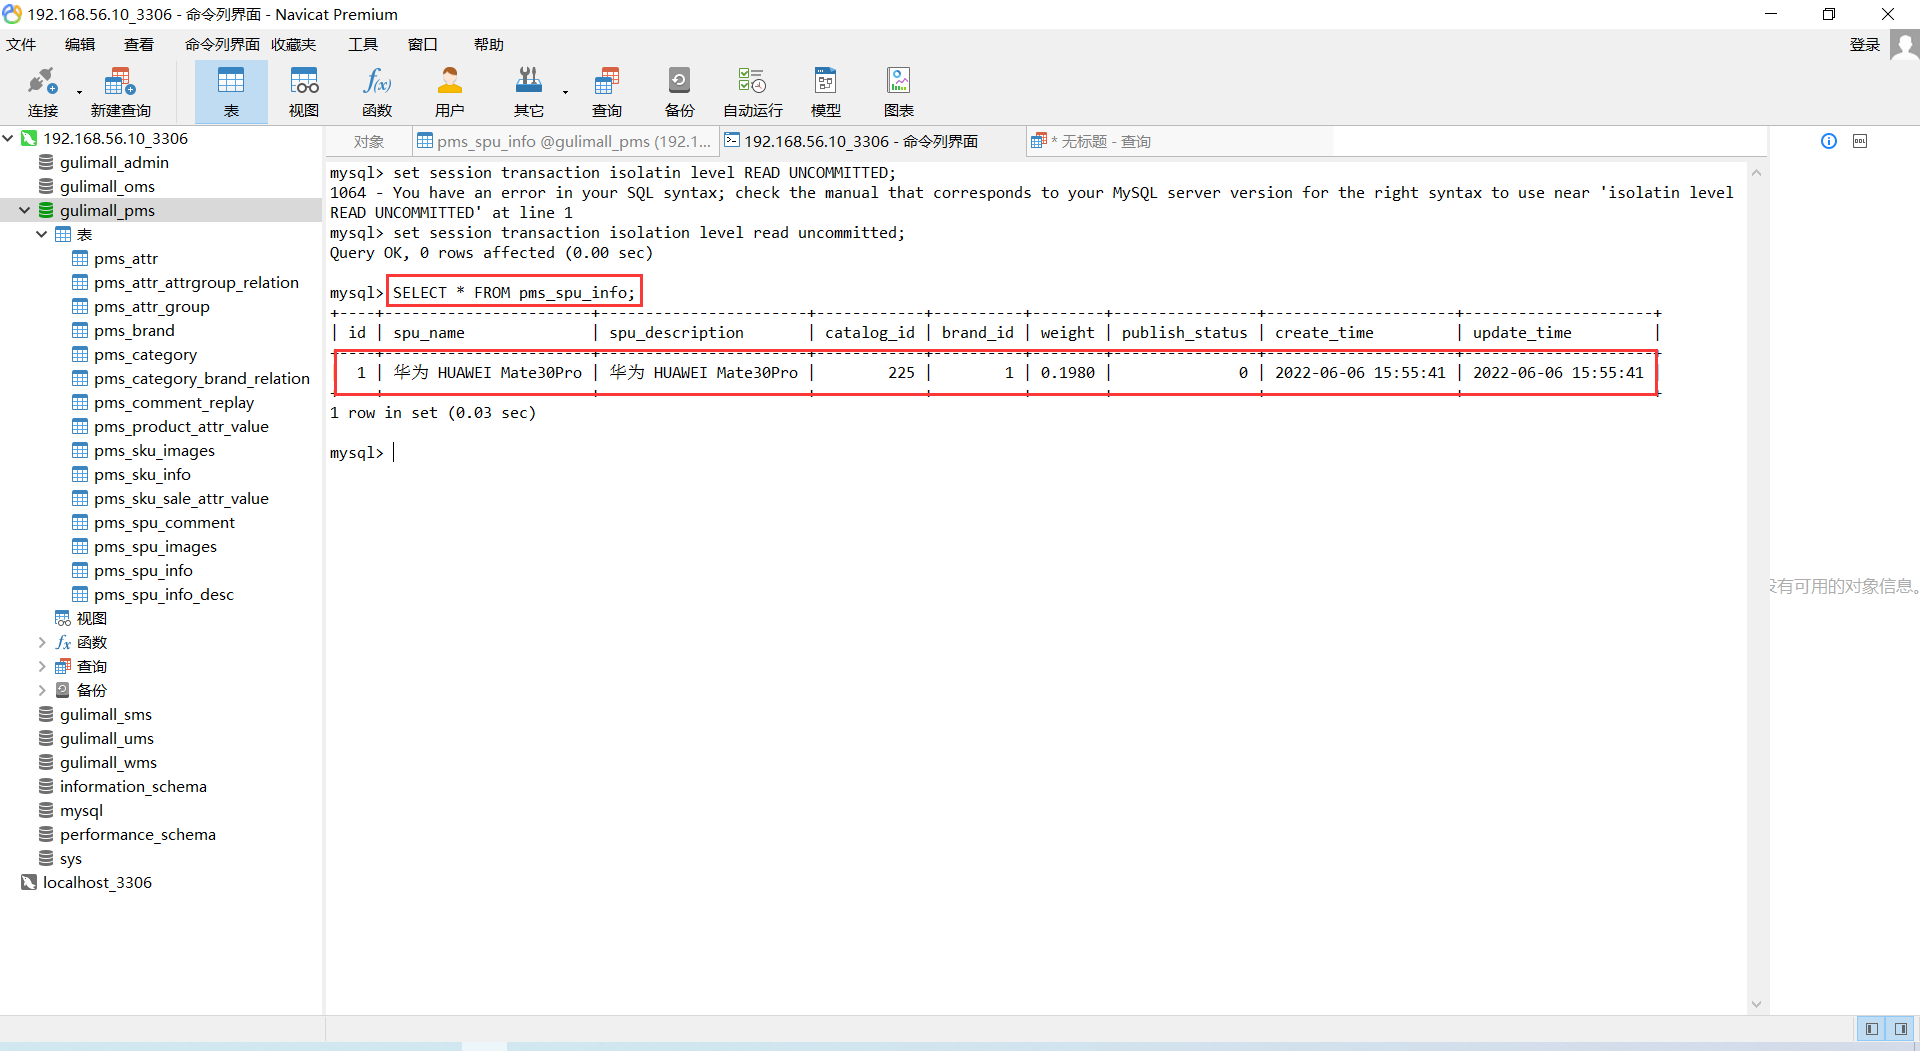 192.168.56.10_3306 - 命令列界面 - Navicat Premium
文件 编辑 查看 命令列界面 收藏夹 工具 窗口 帮助 登录
连接 新建查询 表 视图 函数 用户 其它 查询 备份 自动运行 模型 图表
192.168.56.10_3306
gulimall_admin
gulimall_oms
gulimall_pms
表
pms_attr
pms_attr_attrgroup_relation
pms_attr_group
pms_brand
pms_category
pms_category_brand_relation
pms_comment_replay
pms_product_attr_value
pms_sku_images
pms_sku_info
pms_sku_sale_attr_value
pms_spu_comment
pms_spu_images
pms_spu_info
pms_spu_info_desc
视图
函数
查询
备份
gulimall_sms
gulimall_ums
gulimall_wms
information_schema
mysql
performance_schema
sys
localhost_3306
对象 pms_spu_info @gulimall_pms (192.1... 192.168.56.10_3306 - 命令列界面 * 无标题 - 查询
mysql> set session transaction isolatin level READ UNCOMMITTED;
1064 - You have an error in your SQL syntax; check the manual that corresponds to your MySQL server version for the right syntax to use near 'isolatin level
READ UNCOMMITTED' at line 1
mysql> set session transaction isolation level read uncommitted;
Query OK, 0 rows affected (0.00 sec)
mysql> SELECT * FROM pms_spu_info;
| id | spu_name | spu_description | catalog_id | brand_id | weight | publish_status | create_time | update_time |
| 1 | 华为 HUAWEI Mate30Pro | 华为 HUAWEI Mate30Pro | 225 | 1 | 0.1980 | 0 | 2022-06-06 15:55:41 | 2022-06-06 15:55:41 |
1 row in set (0.03 sec)
mysql>
有可用的对象信息。